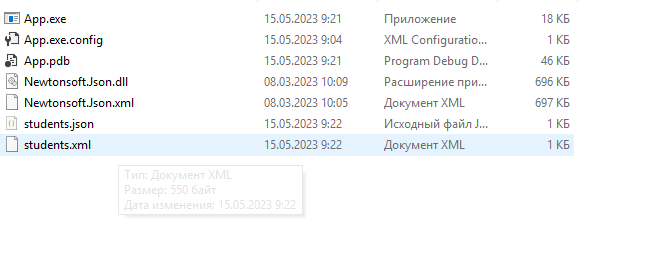 App.exe 15.05.2023 9:21 Приложение 18 КБ
App.exe.config 15.05.2023 9:04 XML Configuratio... 1 КБ
App.pdb 15.05.2023 9:21 Program Debug D... 46 КБ
Newtonsoft.Json.dll 08.03.2023 10:09 Расширение при... 696 КБ
Newtonsoft.Json.xml 08.03.2023 10:05 Документ XML 697 КБ
students.json 15.05.2023 9:22 Исходный файл J... 1 КБ
students.xml 15.05.2023 9:22 Документ XML 1 КБ
Тип: Документ XML
Размер: 550 байт
Дата изменения: 15.05.2023 9:22